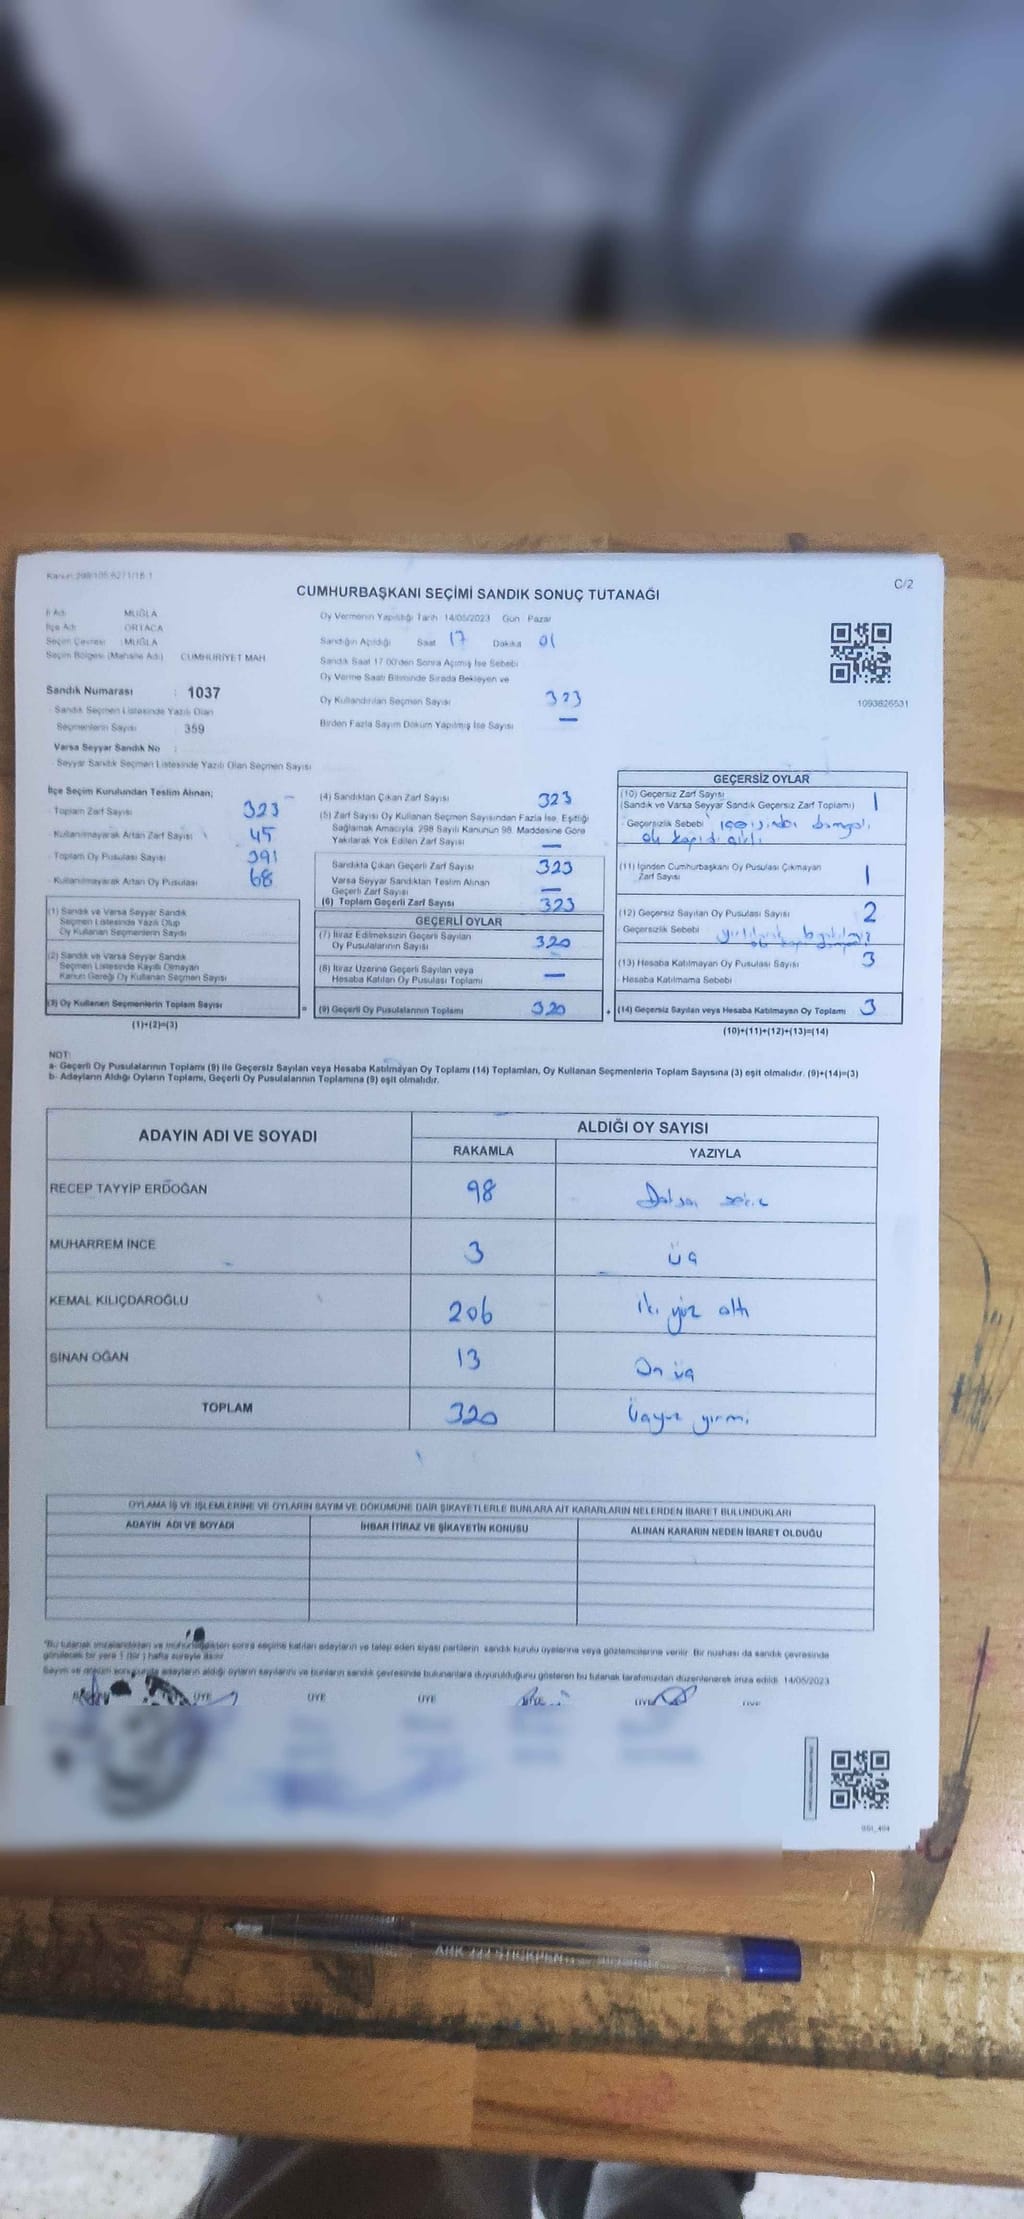 Kanun:298/105 6271/18.1
C/2
CUMHURBAŞKANI SEÇİMİ SANDIK SONUÇ TUTANAĞI
İl Adı : MUĞLA
İlçe Adı : ORTACA
Seçim Çevresi : MUĞLA
Seçim Bölgesi (Mahalle Adı) CUMHURİYET MAH.
Sandık Numarası : 1037
Sandık Seçmen Listesinde Yazılı Olan
Seçmenlerin Sayısı 359
Varsa Seyyar Sandık No :
Seyyar Sandık Seçmen Listesinde Yazılı Olan Seçmen Sayısı
Oy Vermenin Yapıldığı Tarih 14/05/2023 Gün Pazar
Sandığın Açıldığı Saat 17 Dakika 01
Sandık Saat 17.00'den Sonra Açılmış İse Sebebi
Oy Verme Saati Bitiminde Sırada Bekleyen ve
Oy Kullandırılan Seçmen Sayısı 323
Birden Fazla Sayım Döküm Yapılmış İse Sayısı —
1093826531
İlçe Seçim Kurulundan Teslim Alınan;
Toplam Zarf Sayısı 323
Kullanılmayarak Artan Zarf Sayısı 45
Toplam Oy Pusulası Sayısı 391
Kullanılmayarak Artan Oy Pusulası 68
(1) Sandık ve Varsa Seyyar Sandık
Seçmen Listesinde Yazılı Olup
Oy Kullanan Seçmenlerin Sayısı
(2) Sandık ve Varsa Seyyar Sandık
Seçmen Listesinde Kayıtlı Olmayan
Kanun Gereği Oy Kullanan Seçmen Sayısı
(3) Oy Kullanan Seçmenlerin Toplam Sayısı
(1)+(2)=(3)
(4) Sandıktan Çıkan Zarf Sayısı 323
(5) Zarf Sayısı Oy Kullanan Seçmen Sayısından Fazla İse, Eşitliği
Sağlamak Amacıyla; 298 Sayılı Kanunun 98. Maddesine Göre
Yakılarak Yok Edilen Zarf Sayısı —
Sandıkta Çıkan Geçerli Zarf Sayısı 323
Varsa Seyyar Sandıktan Teslim Alınan
Geçerli Zarf Sayısı —
(6) Toplam Geçerli Zarf Sayısı 323
GEÇERLİ OYLAR
(7) İtiraz Edilmeksizin Geçerli Sayılan
Oy Pusulalarının Sayısı 320
(8) İtiraz Üzerine Geçerli Sayılan veya
Hesaba Katılan Oy Pusulası Toplamı —
= (9) Geçerli Oy Pusulalarının Toplamı 320
GEÇERSİZ OYLAR
(10) Geçersiz Zarf Sayısı
(Sandık ve Varsa Seyyar Sandık Geçersiz Zarf Toplamı) 1
Geçersizlik Sebebi
(11) İçinden Cumhurbaşkanı Oy Pusulası Çıkmayan
Zarf Sayısı 1
(12) Geçersiz Sayılan Oy Pusulası Sayısı 2
Geçersizlik Sebebi
(13) Hesaba Katılmayan Oy Pusulası Sayısı 3
Hesaba Katılmama Sebebi
+ (14) Geçersiz Sayılan veya Hesaba Katılmayan Oy Toplamı 3
(10)+(11)+(12)+(13)=(14)
NOT:
a- Geçerli Oy Pusulalarının Toplamı (9) ile Geçersiz Sayılan veya Hesaba Katılmayan Oy Toplamı (14) Toplamları, Oy Kullanan Seçmenlerin Toplam Sayısına (3) eşit olmalıdır. (9)+(14)=(3)
b- Adayların Aldığı Oyların Toplamı, Geçerli Oy Pusulalarının Toplamına (9) eşit olmalıdır.
ADAYIN ADI VE SOYADI ALDIĞI OY SAYISI
RAKAMLA YAZIYLA
RECEP TAYYİP ERDOĞAN 98 Doksan sekiz
MUHARREM İNCE 3 üç
KEMAL KILIÇDAROĞLU 206 iki yüz altı
SİNAN OĞAN 13 On üç
TOPLAM 320 üçyüz yirmi
OYLAMA İŞ VE İŞLEMLERİNE VE OYLARIN SAYIM VE DÖKÜMÜNE DAİR ŞİKAYETLERLE BUNLARA AİT KARARLARIN NELERDEN İBARET BULUNDUKLARI
ADAYIN ADI VE SOYADI İHBAR İTİRAZ VE ŞİKAYETİN KONUSU ALINAN KARARIN NEDEN İBARET OLDUĞU
"Bu tutanak imzalandıktan ve mühürlendikten sonra seçime katılan adayların ve talep eden siyasi partilerin sandık kurulu üyelerine veya gözlemcilerine verilir. Bir nüshası da sandık çevresinde
görülecek bir yere 1 (bir) hafta süreyle asılır.
Sayım ve döküm sonucunda adayların aldığı oyların sayılarını ve bunların sandık çevresinde bulunanlara duyurulduğunu gösteren bu tutanak tarafımızdan düzenlenerek imza edildi. 14/05/2023
ÜYE ÜYE ÜYE ÜYE ÜYE